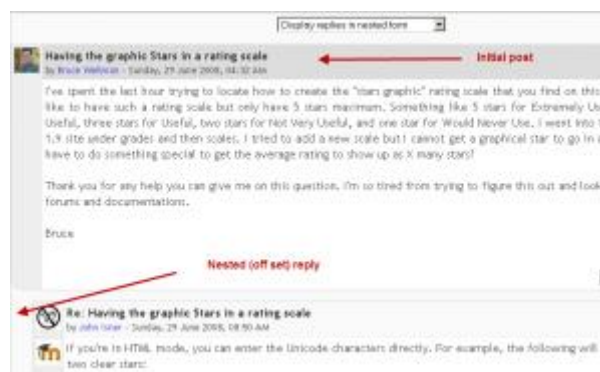 Display replies in nested form
Having the graphic Stars in a rating scale
Initial post
by Bruce - Sunday, 29 June 2008, 04:32 AM
I've spent the last hour trying to locate how to create the "stars graphic" rating scale that you find on this
like to have such a rating scale but only have 5 stars maximum. Something like 5 stars for Extremely Us
Useful, three stars for Useful, two stars for Not Very Useful, and one star for Would Never Use. I went into
1.9 site under grades and then scales. I tried to add a new scale but I cannot get a graphical star to go in a
have to do something special to get the average rating to show up as X many stars?
Thank you for any help you can give me on this question. I'm so tired from trying to figure this out and look
forums and documentations.
Bruce
Nested (off set) reply
Re: Having the graphic Stars in a rating scale
by John - Sunday, 29 June 2008, 08:50 AM
If you're in HTML mode, you can enter the Unicode characters directly. For example, the following will
two clear stars: